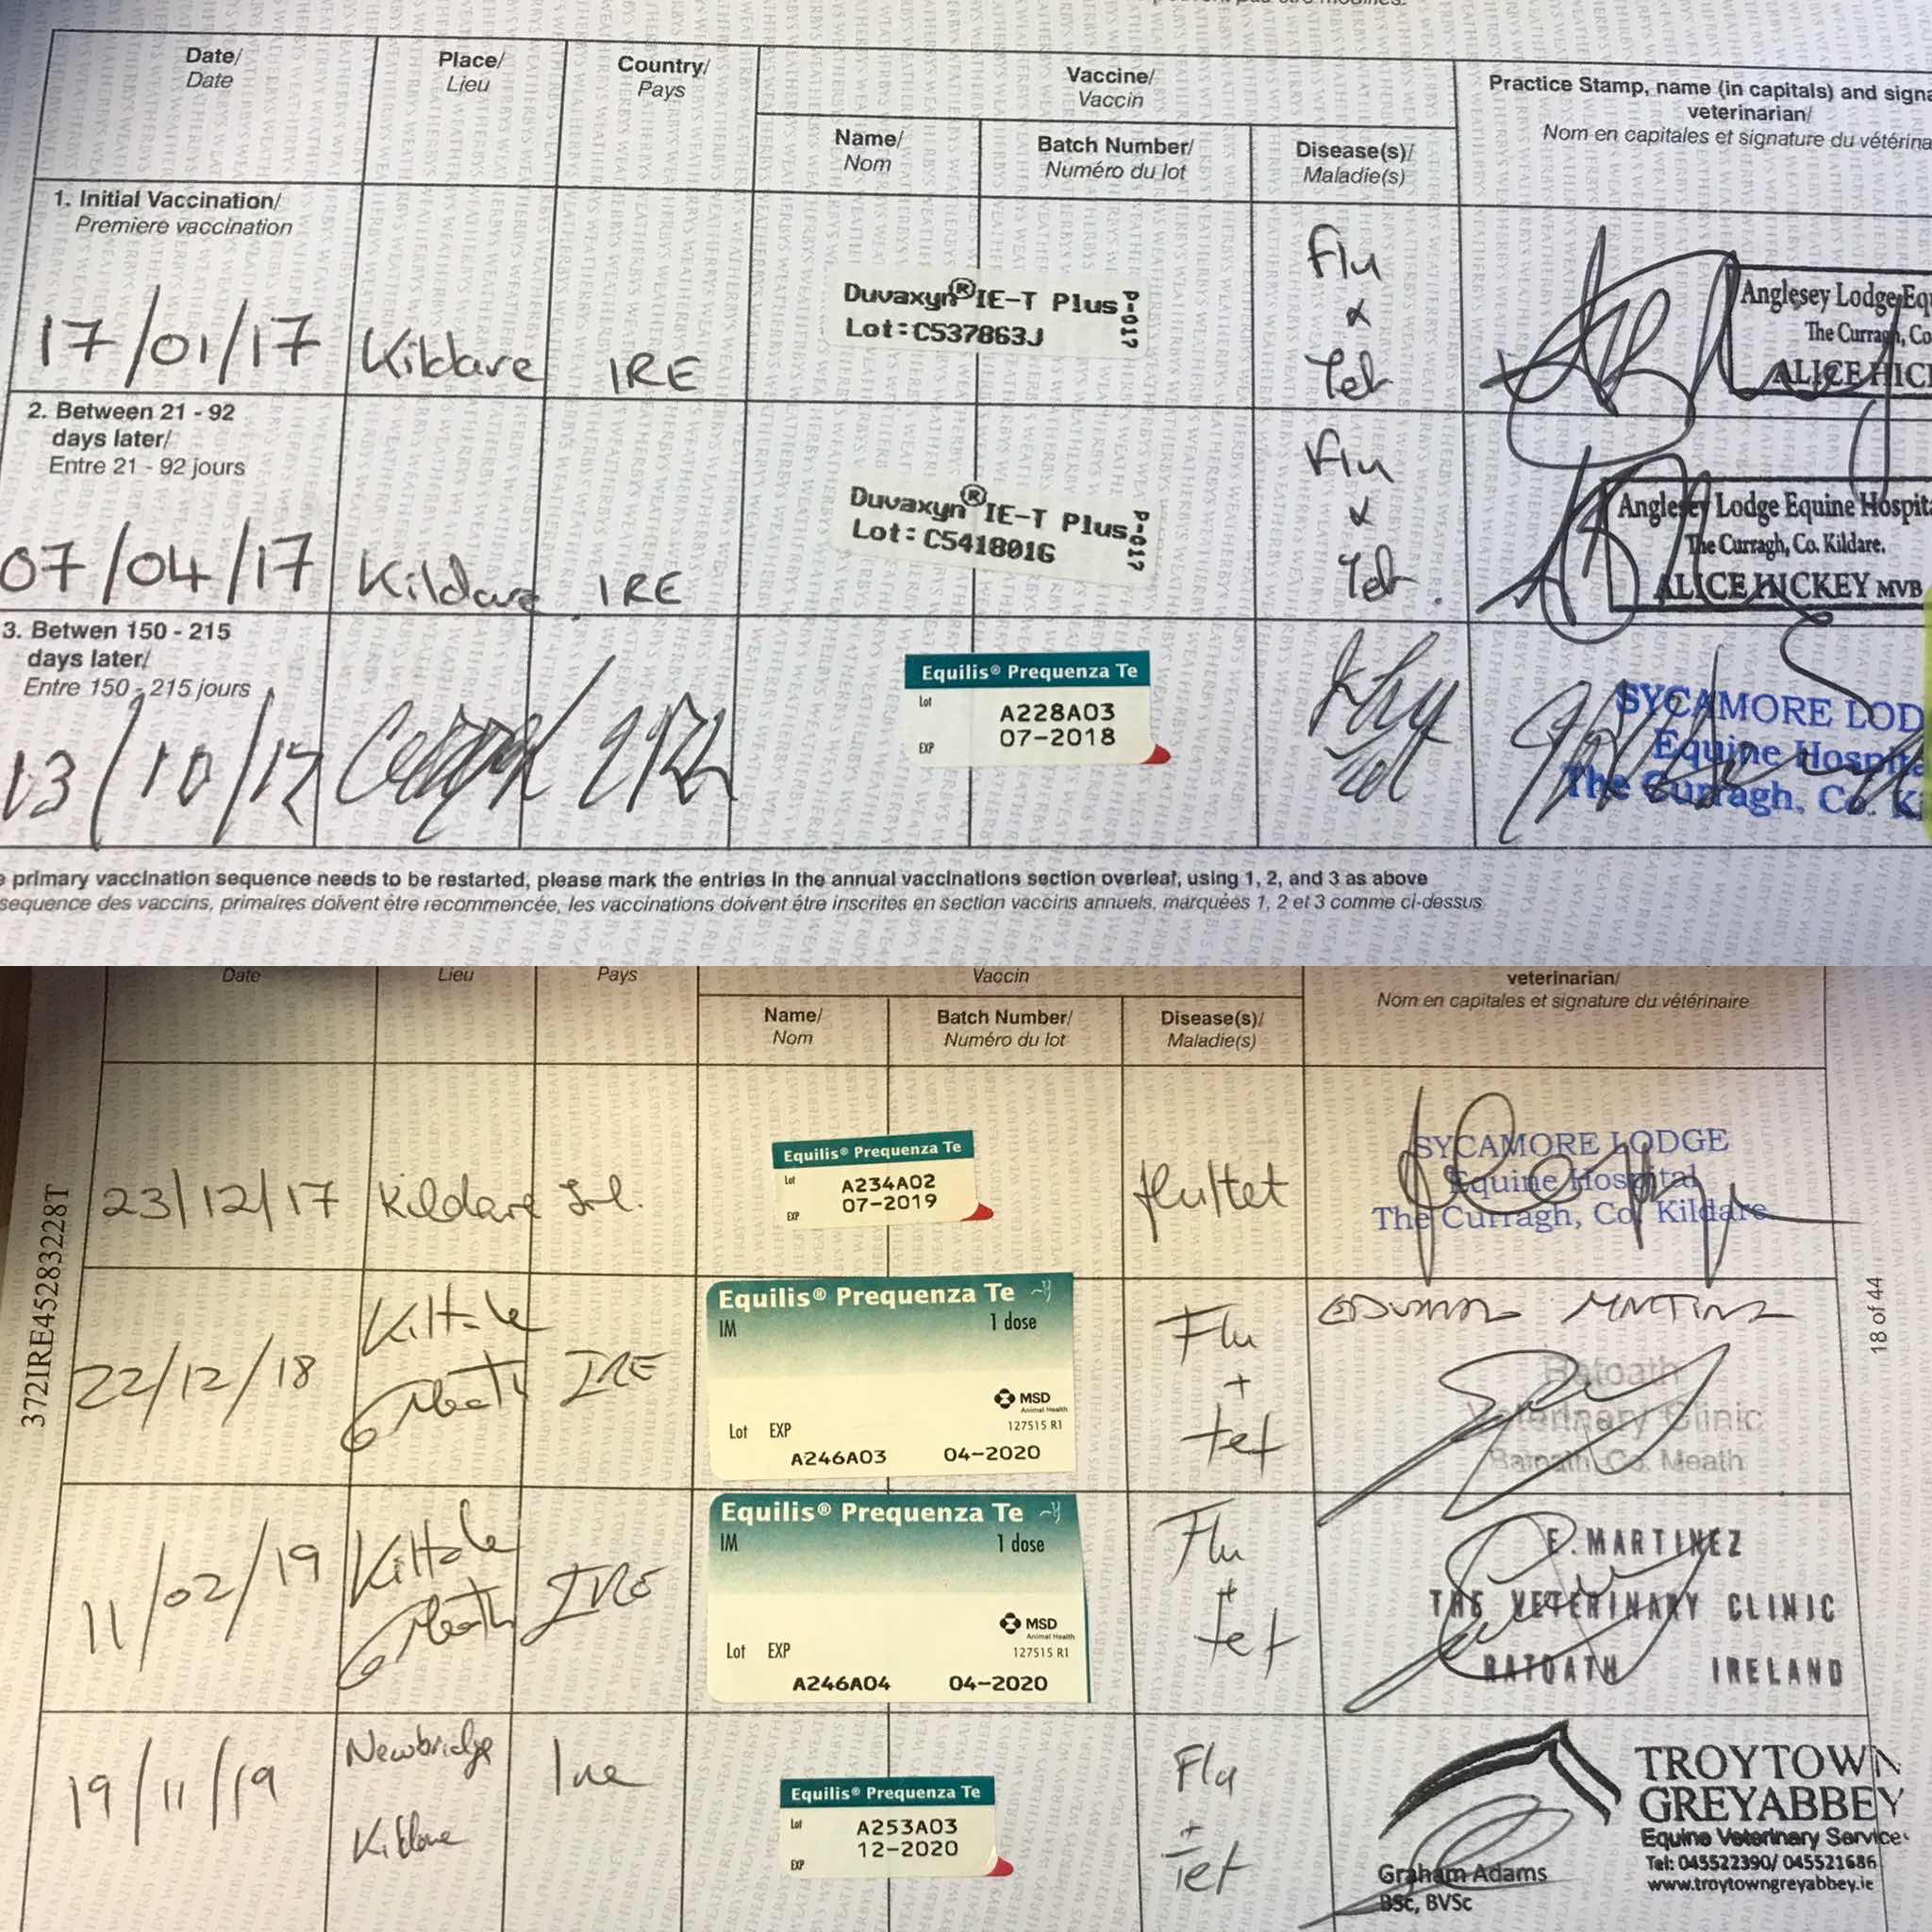 Date/
Date
Place/
Lieu
Country/
Pays
Vaccine/
Vaccin
Name/
Nom
Batch Number/
Numéro du lot
Disease(s)/
Maladie(s)
Practice Stamp, name (in capitals) and signa
veterinarian/
Nom en capitales et signature du vétérina
1. Initial Vaccination/
Premiere vaccination
17/01/17
Kildare
IRE
Duvaxyn® IE-T Plus
Lot: C537863J
P-017
Flu
&
Tet
Anglesey Lodge Equ
The Curragh, Co
ALICE HIC
2. Between 21 - 92
days later/
Entre 21 - 92 jours
07/04/17
Kildare
IRE
Duvaxyn® IE-T Plus
Lot: C541801G
P-017
Flu
&
Tet.
Anglesey Lodge Equine Hospita
The Curragh, Co. Kildare.
ALICE HICKEY MVB
3. Betwen 150 - 215
days later/
Entre 150 - 215 jours
13/10/17
Equilis® Prequenza Te
Lot
A228A03
EXP
07-2018
Tet
SYCAMORE LOD
Equine Hospita
The Curragh, Co. Ki
primary vaccination sequence needs to be restarted, please mark the entries in the annual vaccinations section overleaf, using 1, 2, and 3 as above
sequence des vaccins, primaires doivent être recommencée, les vaccinations doivent être inscrites en section vaccins annuels, marquées 1, 2 et 3 comme ci-dessus
Date
Lieu
Pays
Vaccin
Name/
Nom
Batch Number/
Numéro du lot
Disease(s)/
Maladie(s)
veterinarian/
Nom en capitales et signature du vétérinaire
372IRE45283228T
18 of 44
23/12/17
Kildare
Irl.
Equilis® Prequenza Te
Lot
A234A02
07-2019
EXP
flu/tet
SYCAMORE LODGE
Equine Hospital
The Curragh, Co. Kildare
22/12/18
Kiltale
Meath
IRE
Equilis® Prequenza Te
IM
1 dose
MSD
Animal Health
127515 R1
Lot EXP
A246A03 04-2020
Flu
+
tet
Ratoath
Veterinary Clinic
Ratoath, Co. Meath
11/02/19
Kiltale
Meath
IRE
Equilis® Prequenza Te
IM
1 dose
MSD
Animal Health
127515 R1
Lot EXP
A246A04 04-2020
Flu
+
tet
E. MARTINEZ
THE VETERINARY CLINIC
RATOATH IRELAND
19/11/19
Newbridge
Kildare
Ire
Equilis® Prequenza Te
Lot
A253A03
12-2020
EXP
Flu
+
Tet
TROYTOWN
GREYABBEY
Equine Veterinary Service
Tel: 045522390/ 045521686
www.troytowngreyabbey.ie
Graham Adams
BSc, BVSc